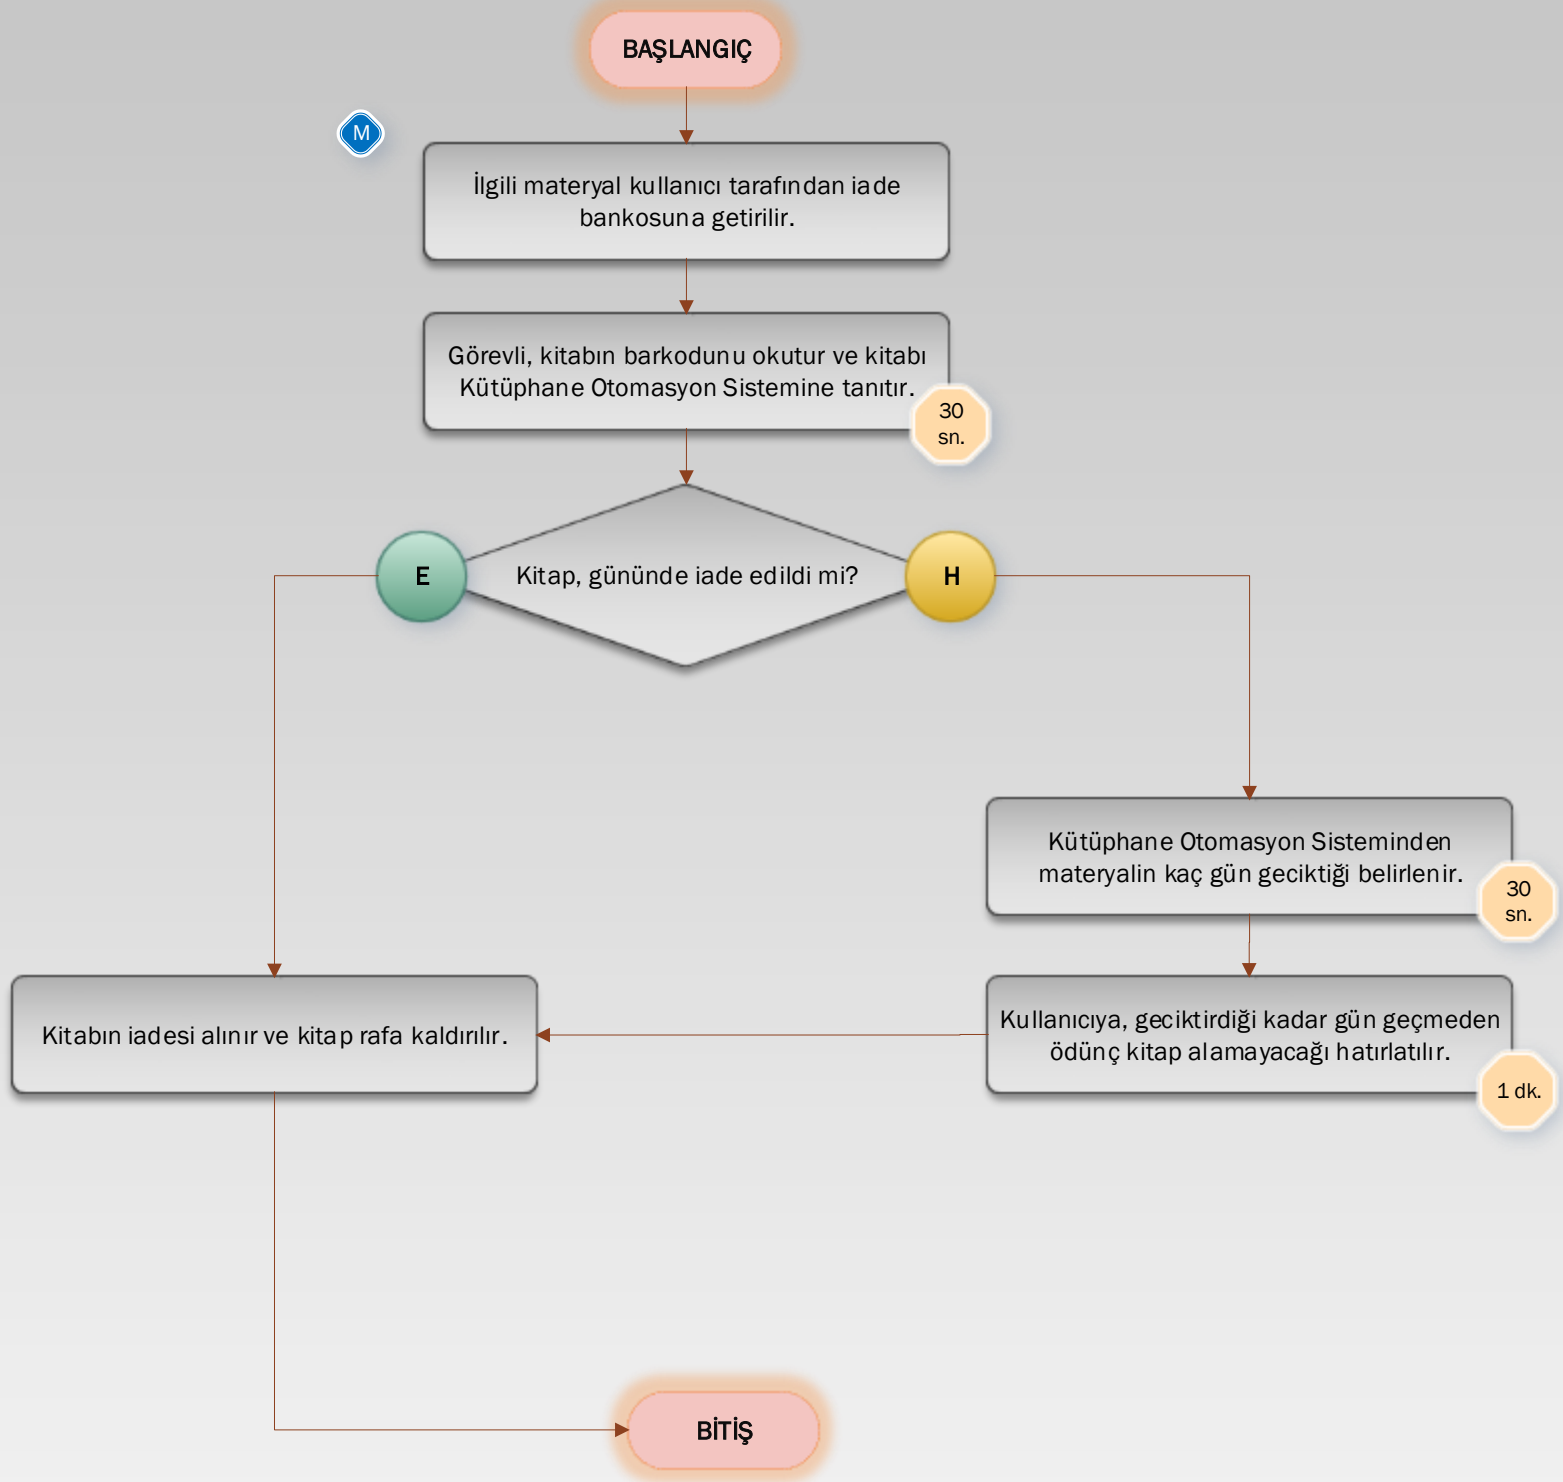 BAŞLANGIÇ
M
İlgili materyal kullanıcı tarafından iade
bankosuna getirilir.
Görevli, kitabın barkodunu okutur ve kitabı
Kütüphane Otomasyon Sistemine tanıtır.
30
sn.
E
Kitap, gününde iade edildi mi?
H
Kütüphane Otomasyon Sisteminden
materyalin kaç gün geciktiği belirlenir.
30
sn.
Kitabın iadesi alınır ve kitap rafa kaldırılır.
Kullanıcıya, geciktirdiği kadar gün geçmeden
ödünç kitap alamayacağı hatırlatılır.
1 dk.
BİTİŞ